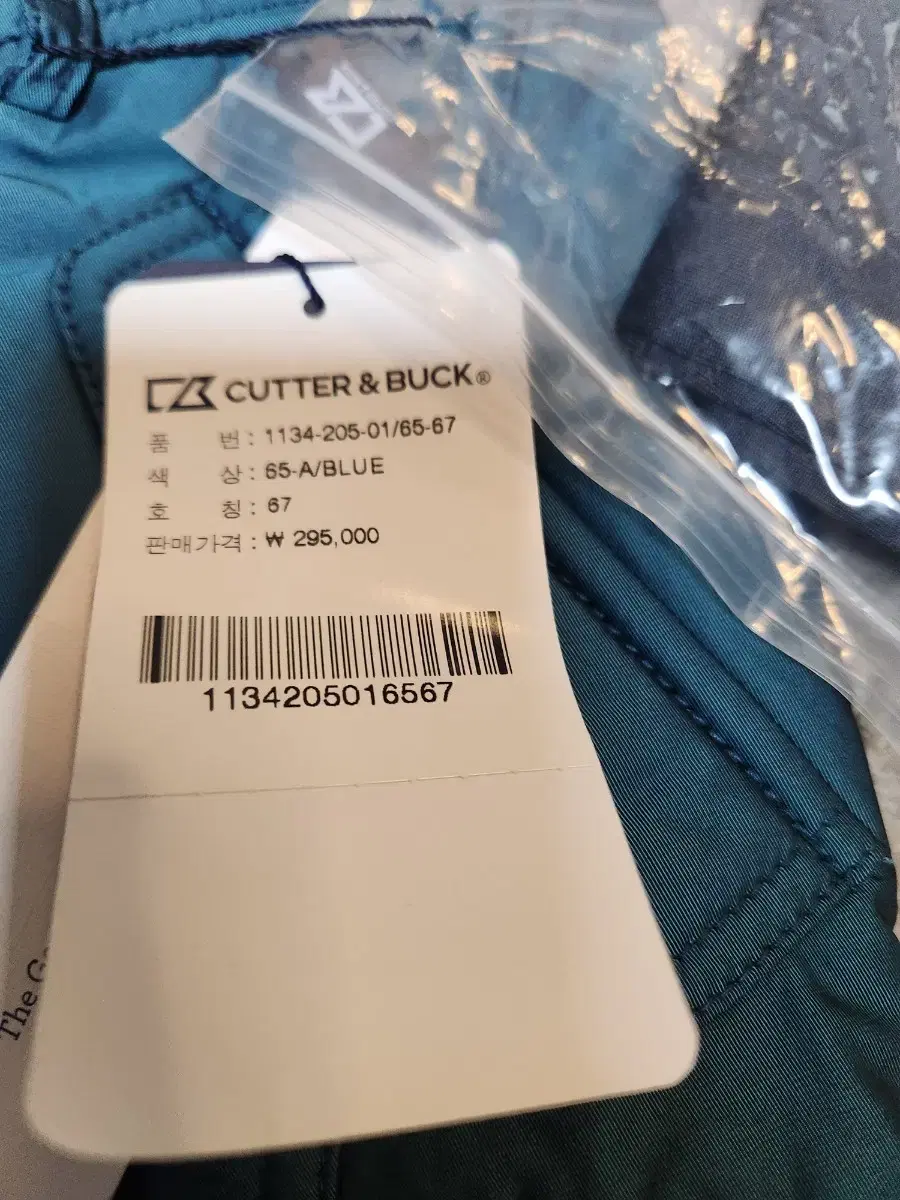 CUTTER & BUCK®
품 번 : 1134-205-01/65-67
색 상 : 65-A/BLUE
호 칭 : 67
판매가격 : ₩ 295,000
1134205016567
The